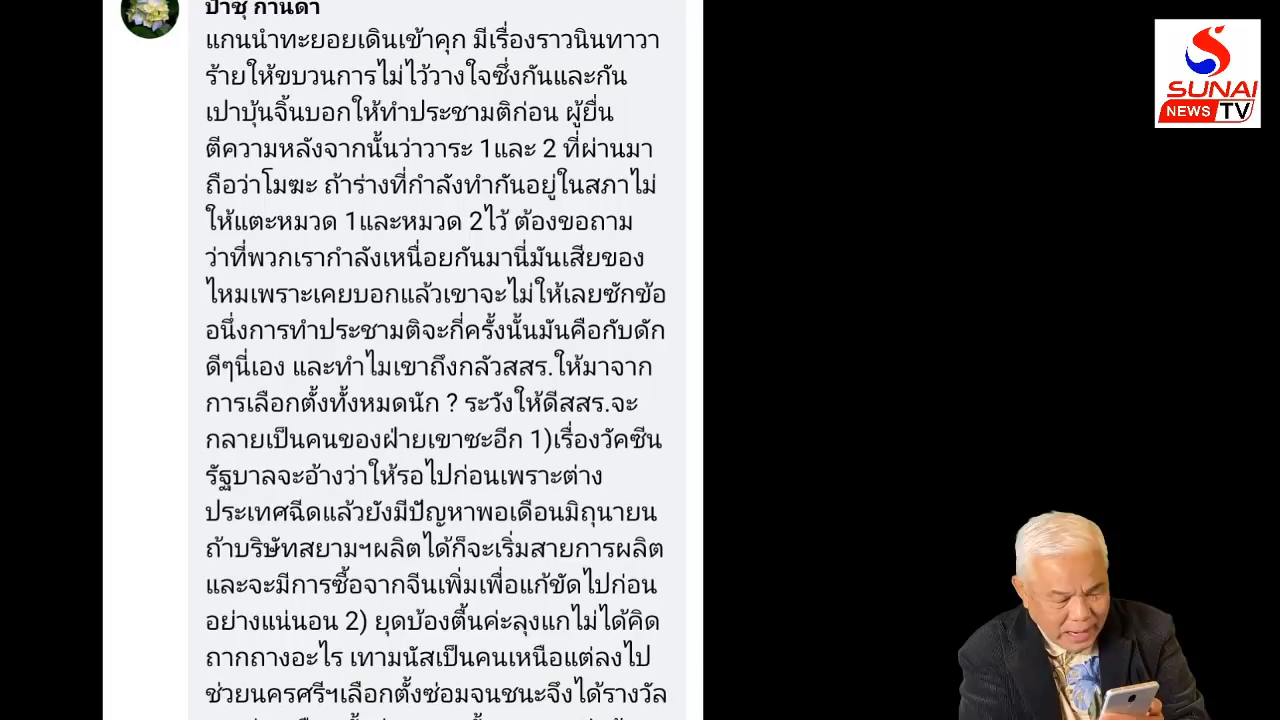 ป้าชุ กานดา
แกนนำทะยอยเดินเข้าคุก มีเรื่องราวนินทาวา
ร้ายให้ขบวนการไม่ไว้วางใจซึ่งกันและกัน
เปาบุ้นจิ้นบอกให้ทำประชามติก่อน ผู้ยื่น
ตีความหลังจากนั้นว่าวาระ 1และ 2 ที่ผ่านมา
ถือว่าโมฆะ ถ้าร่างที่กำลังทำกันอยู่ในสภาไม่
ให้แตะหมวด 1และหมวด 2ไว้ ต้องขอถาม
ว่าที่พวกเรากำลังเหนื่อยกันมานี่มันเสียของ
ไหมเพราะเคยบอกแล้วเขาจะไม่ให้เลยซักข้อ
อนึ่งการทำประชามติจะกี่ครั้งนั้นมันคือกับดัก
ดีๆนี่เอง และทำไมเขาถึงกลัวสสร.ให้มาจาก
การเลือกตั้งทั้งหมดนัก ? ระวังให้ดีสสร.จะ
กลายเป็นคนของฝ่ายเขาซะอีก 1)เรื่องวัคซีน
รัฐบาลจะอ้างว่าให้รอไปก่อนเพราะต่าง
ประเทศฉีดแล้วยังมีปัญหาพอเดือนมิถุนายน
ถ้าบริษัทสยามฯผลิตได้ก็จะเริ่มสายการผลิต
และจะมีการซื้อจากจีนเพิ่มเพื่อแก้ขัดไปก่อน
อย่างแน่นอน 2) ยุดบ้องตื้นค่ะลุงแกไม่ได้คิด
ถากถางอะไร เทามนัสเป็นคนเหนือแต่ลงไป
ช่วยนครศรีฯเลือกตั้งซ่อมจนชนะจึงได้รางวัล
SUNAI
NEWS TV